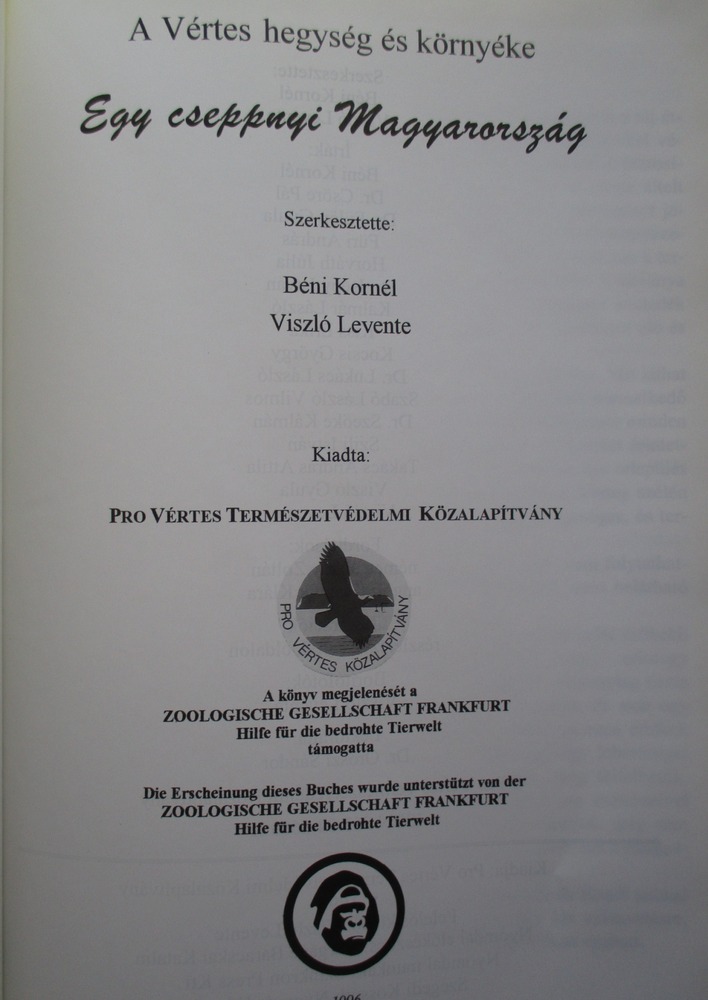 A Vértes hegység és környéke
Egy cseppnyi Magyarország
Szerkesztette:
Béni Kornél
Viszló Levente
Kiadta:
PRO VÉRTES TERMÉSZETVÉDELMI KÖZALAPÍTVÁNY
PRO VÉRTES KÖZALAPÍTVÁNY
A könyv megjelenését a
ZOOLOGISCHE GESELLSCHAFT FRANKFURT
Hilfe für die bedrohte Tierwelt
támogatta
Die Erscheinung dieses Buches wurde unterstützt von der
ZOOLOGISCHE GESELLSCHAFT FRANKFURT
Hilfe für die bedrohte Tierwelt
1996